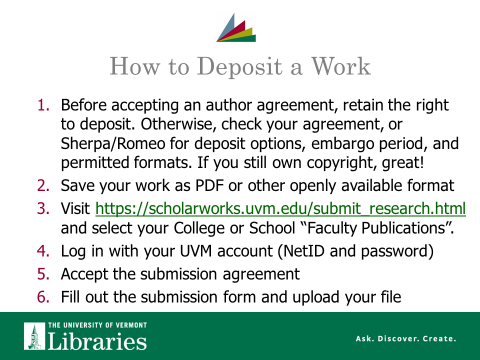 How to Deposit a Work
1. Before accepting an author agreement, retain the right
to deposit. Otherwise, check your agreement, or
Sherpa/Romeo for deposit options, embargo period, and
permitted formats. If you still own copyright, great!
2. Save your work as PDF or other openly available format
3. Visit https://scholarworks.uvm.edu/submit_research.html
and select your College or School “Faculty Publications”.
4. Log in with your UVM account (NetID and password)
5. Accept the submission agreement
6. Fill out the submission form and upload your file
THE UNIVERSITY OF VERMONT
Libraries
Ask. Discover. Create.